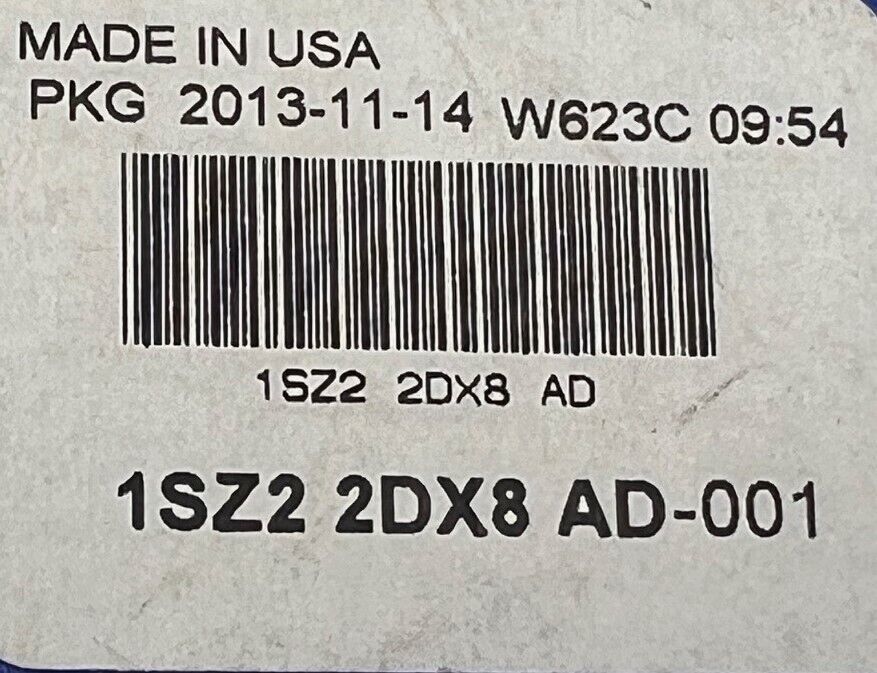 MADE IN USA
PKG 2013-11-14 W623C 09:54
1SZ2 2DX8 AD
1SZ2 2DX8 AD-001